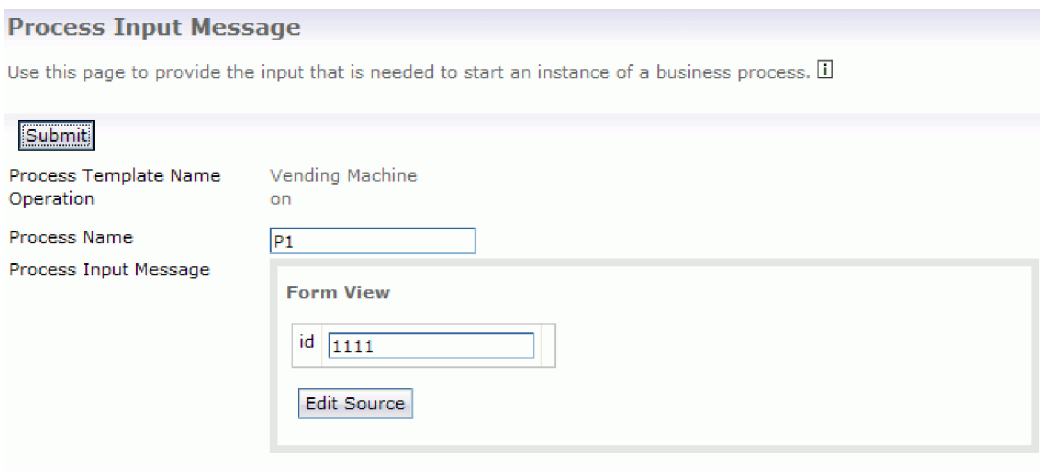 Process Input Message
Use this page to provide the input that is needed to start an instance of a business process. i
Submit
Process Template Name Vending Machine
Operation on
Process Name P1
Process Input Message
Form View
id 1111
Edit Source